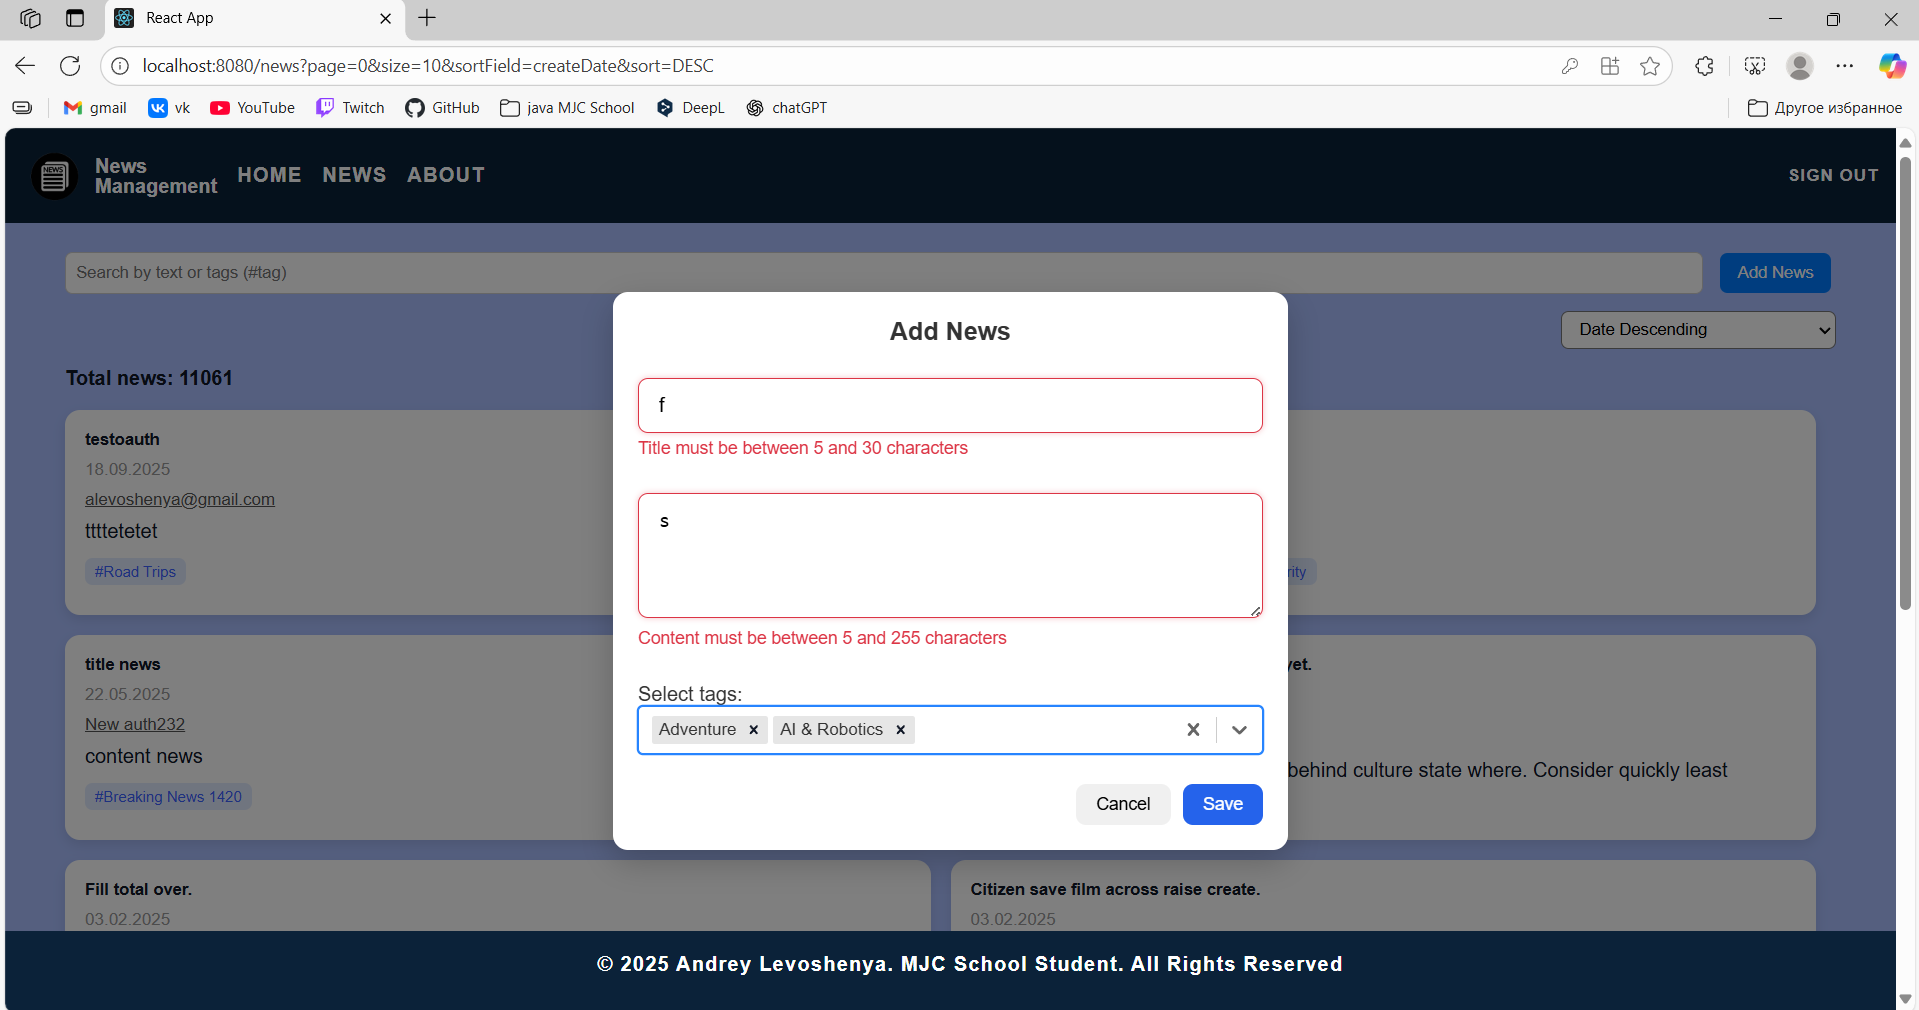 React App
localhost:8080/news?page=0&size=10&sortField=createDate&sort=DESC
gmail vk YouTube Twitch GitHub java MJC School DeepL chatGPT Другое избранное
NEWS
News
Management
HOME NEWS ABOUT SIGN OUT
Search by text or tags (#tag)
Add News
Date Descending
Total news: 11061
testoauth
18.09.2025
alevoshenya@gmail.com
ttttetetet
#Road Trips
rity
title news
22.05.2025
New auth232
content news
#Breaking News 1420
yet.
behind culture state where. Consider quickly least
Fill total over.
03.02.2025
Citizen save film across raise create.
03.02.2025
Add News
f
Title must be between 5 and 30 characters
s
Content must be between 5 and 255 characters
Select tags:
Adventure AI & Robotics
Cancel Save
© 2025 Andrey Levoshenya. MJC School Student. All Rights Reserved